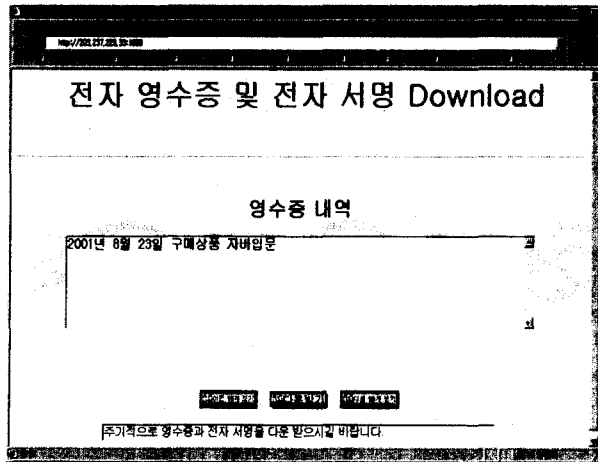 전자 영수증 및 전자 서명 Download
영수증 내역
2001년 8월 23일 구매상품 자바입문
주기적으로 영수증과 전자 서명을 다운 받으시길 바랍니다.